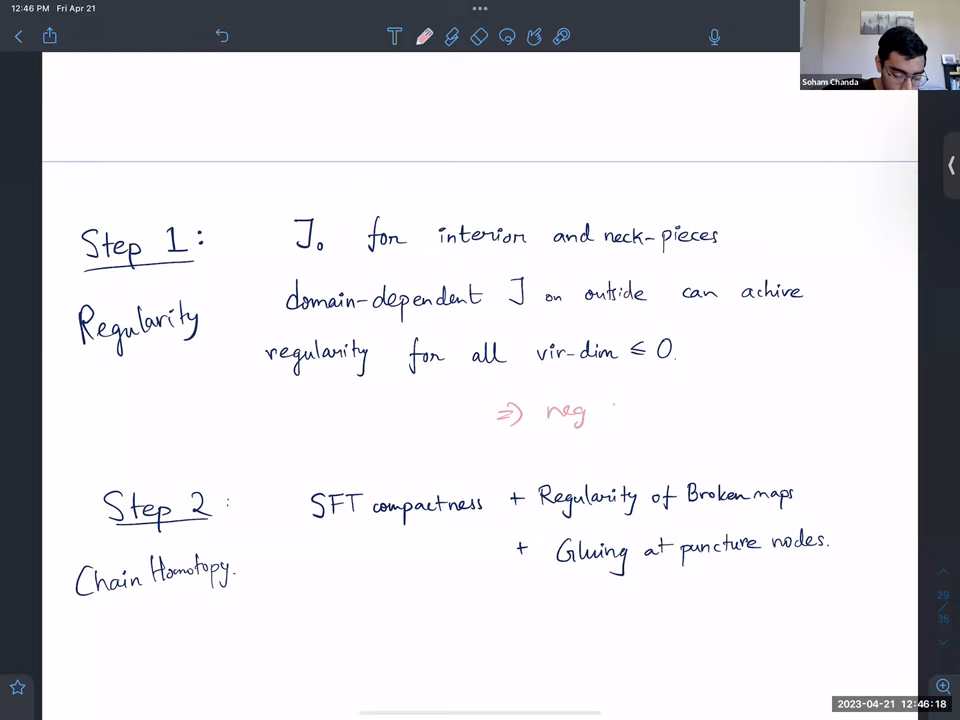 12:46 PM Fri Apr 21
Soham Chanda
Step 1:
Regularity
J₀ for interior and neck-pieces
domain-dependent J on outside can achive
regularity for all vir-dim ≤ 0.
⇒ neg
Step 2 :
Chain Homotopy.
SFT compactness + Regularity of Broken maps
+ Gluing at puncture nodes.
29
/
38
2023-04-21 12:46:18